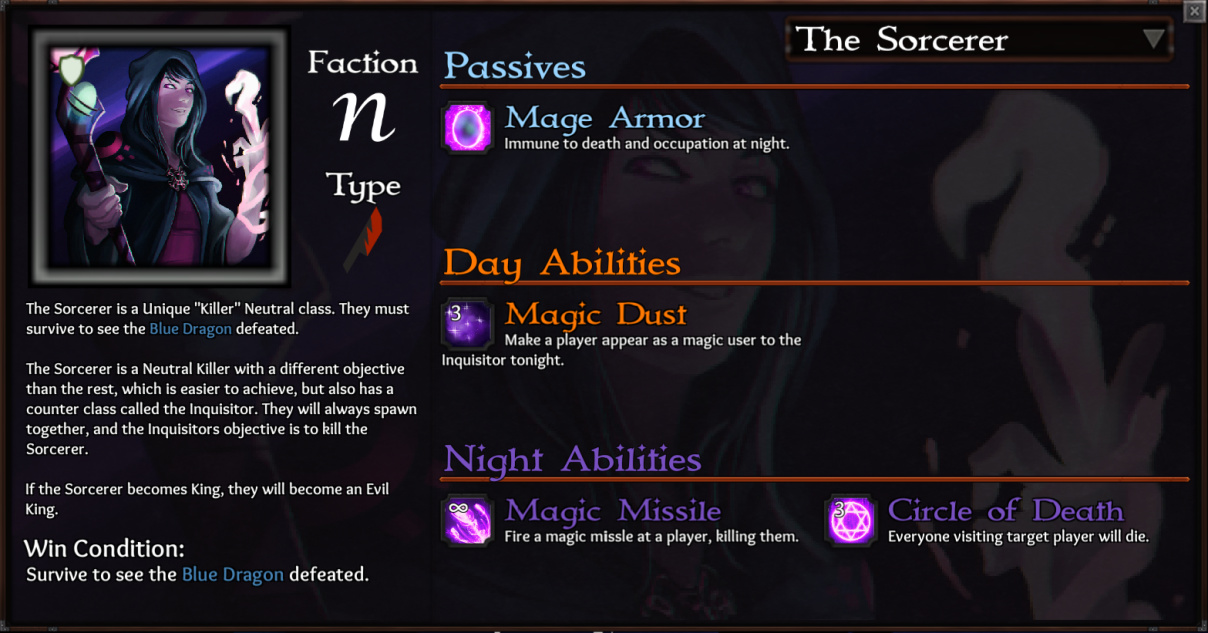 The Sorcerer
Faction
n
Type
The Sorcerer is a Unique "Killer" Neutral class. They must
survive to see the Blue Dragon defeated.
The Sorcerer is a Neutral Killer with a different objective
than the rest, which is easier to achieve, but also has a
counter class called the Inquisitor. They will always spawn
together, and the Inquisitors objective is to kill the
Sorcerer.
If the Sorcerer becomes King, they will become an Evil
King.
Win Condition:
Survive to see the Blue Dragon defeated.
Passives
Mage Armor
Immune to death and occupation at night.
Day Abilities
3
Magic Dust
Make a player appear as a magic user to the
Inquisitor tonight.
Night Abilities
∞
Magic Missile
Fire a magic missle at a player, killing them.
3
Circle of Death
Everyone visiting target player will die.